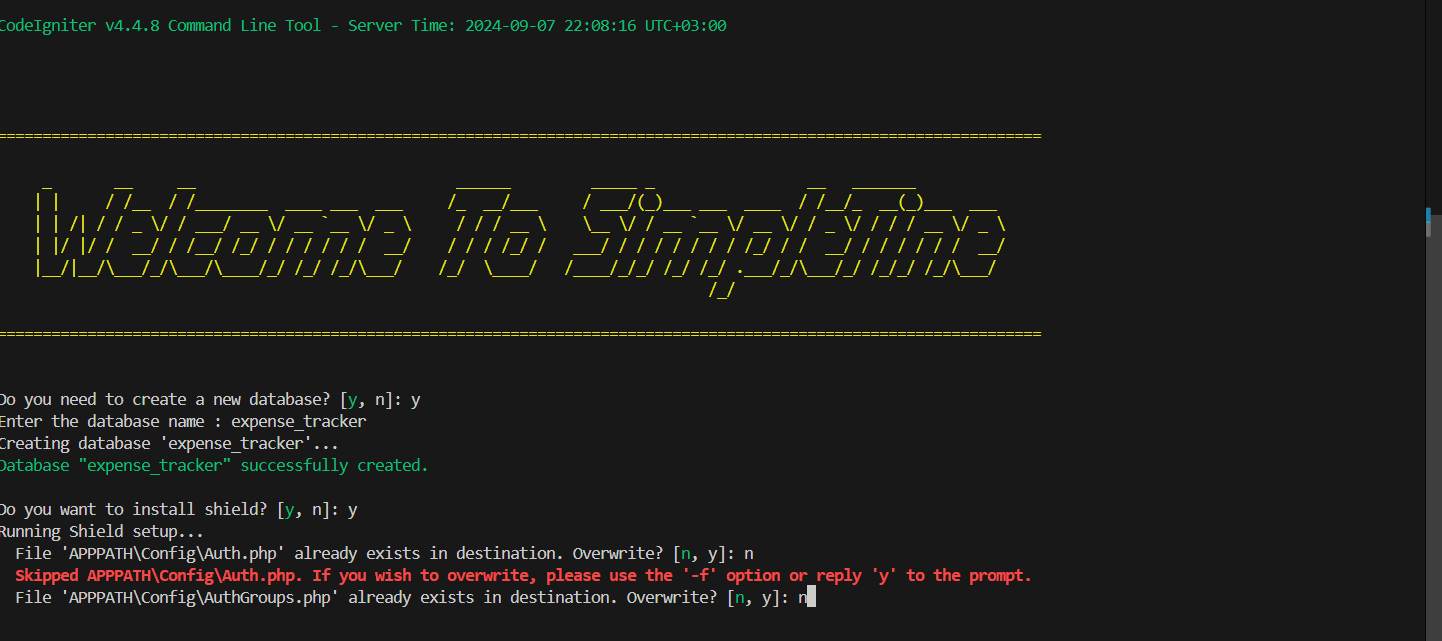 CodeIgniter v4.4.8 Command Line Tool - Server Time: 2024-09-07 22:08:16 UTC+03:00
Welcome To Simpleline
Do you need to create a new database? [y, n]: y
Enter the database name : expense_tracker
Creating database 'expense_tracker'...
Database "expense_tracker" successfully created.
Do you want to install shield? [y, n]: y
Running Shield setup...
File 'APPPATH\Config\Auth.php' already exists in destination. Overwrite? [n, y]: n
Skipped APPPATH\Config\Auth.php. If you wish to overwrite, please use the '-f' option or reply 'y' to the prompt.
File 'APPPATH\Config\AuthGroups.php' already exists in destination. Overwrite? [n, y]: n